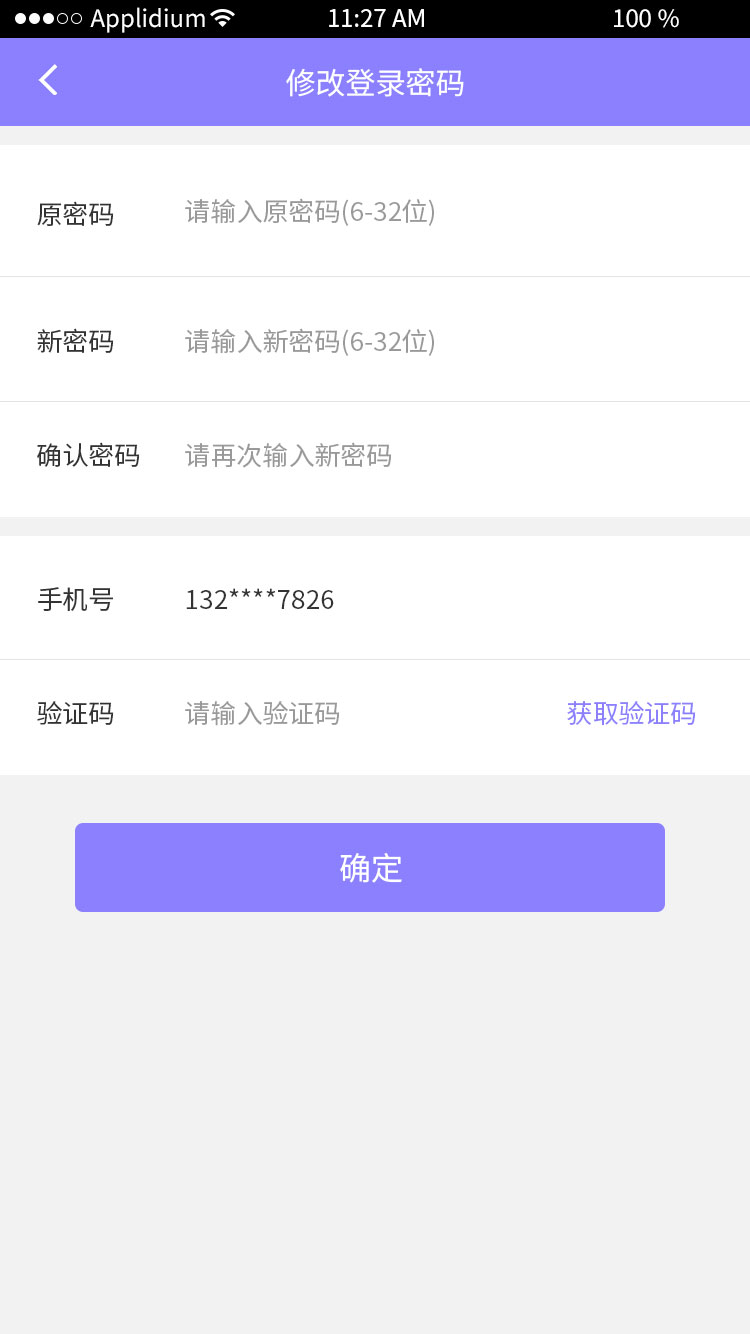 Applidium 11:27 AM 100 %
修改登录密码
原密码 请输入原密码(6-32位)
新密码 请输入新密码(6-32位)
确认密码 请再次输入新密码
手机号 132****7826
验证码 请输入验证码 获取验证码
确定